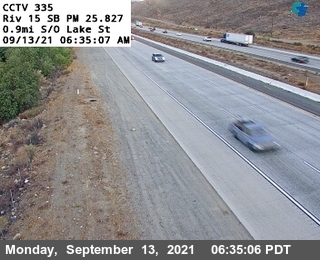 CCTV 335
Riv 15 SB PM 25.827
0.9mi S/O Lake St
09/13/21 06:35:07 AM
Monday, September 13, 2021 06:35:06 PDT